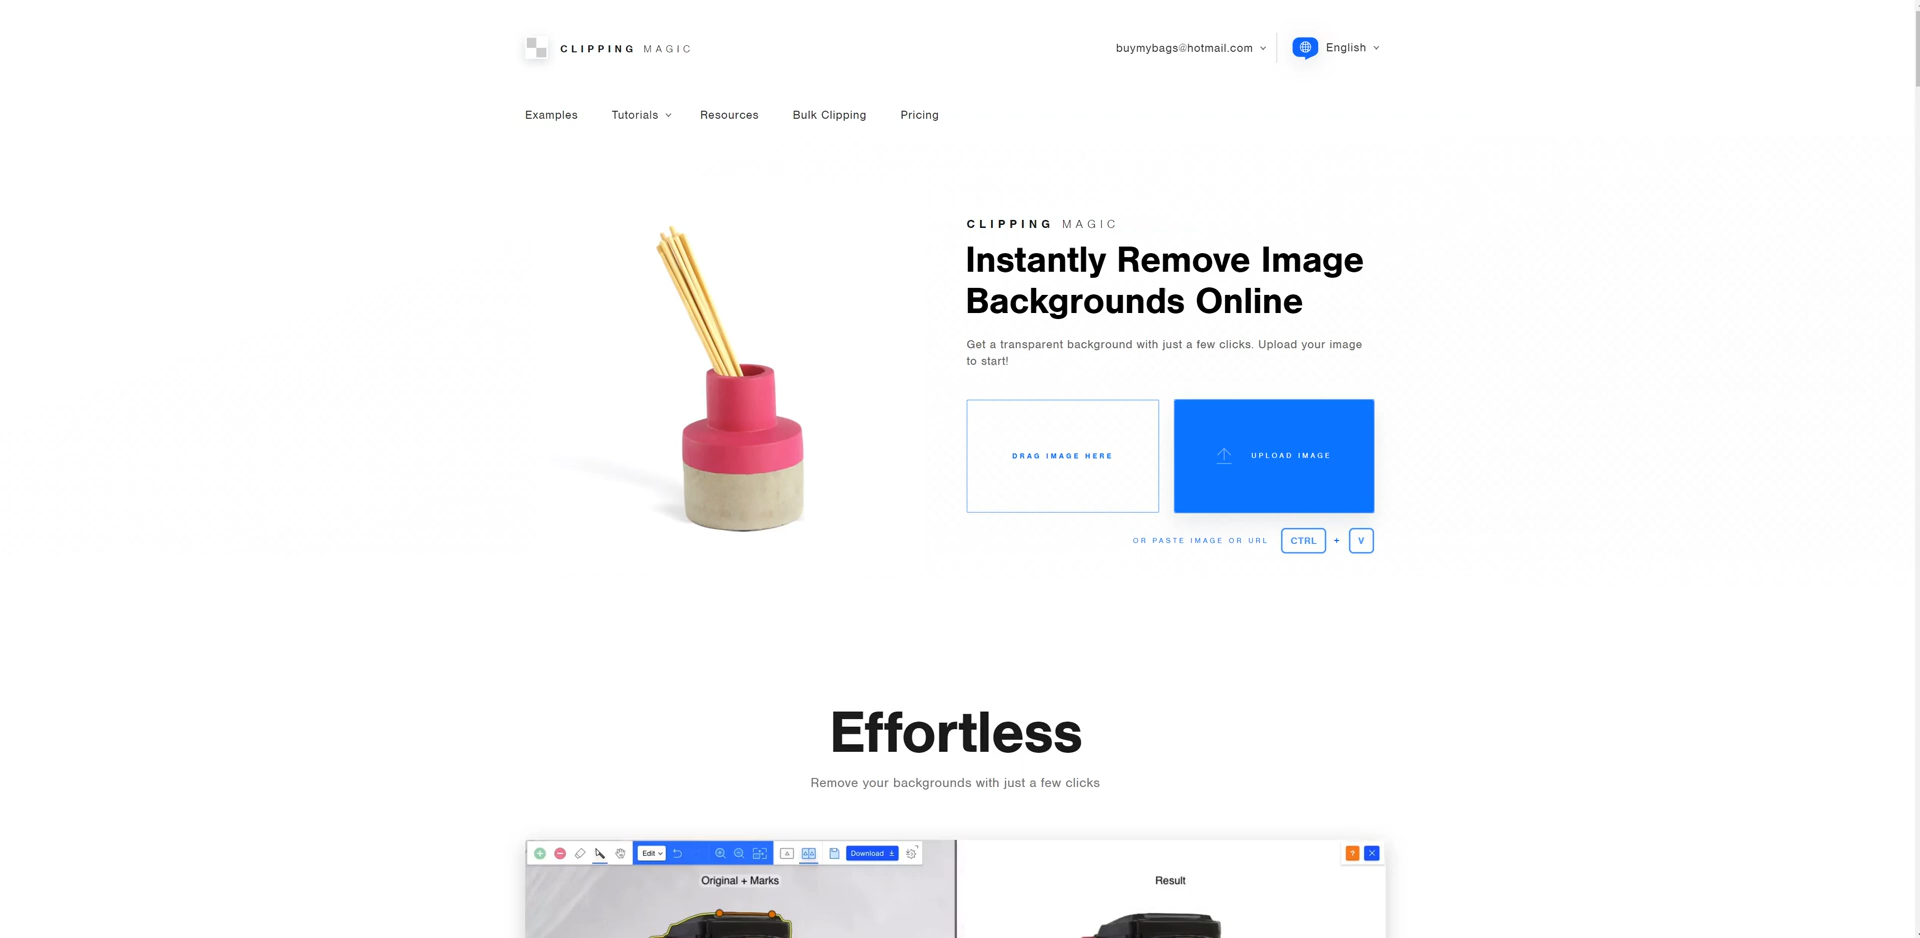 CLIPPING MAGIC
buymybags@hotmail.com
English
Examples
Tutorials
Resources
Bulk Clipping
Pricing
CLIPPING MAGIC
Instantly Remove Image
Backgrounds Online
Get a transparent background with just a few clicks. Upload your image
to start!
DRAG IMAGE HERE
UPLOAD IMAGE
OR PASTE IMAGE OR URL
CTRL + V
Effortless
Remove your backgrounds with just a few clicks
Edit
Download
?
Original + Marks
Result